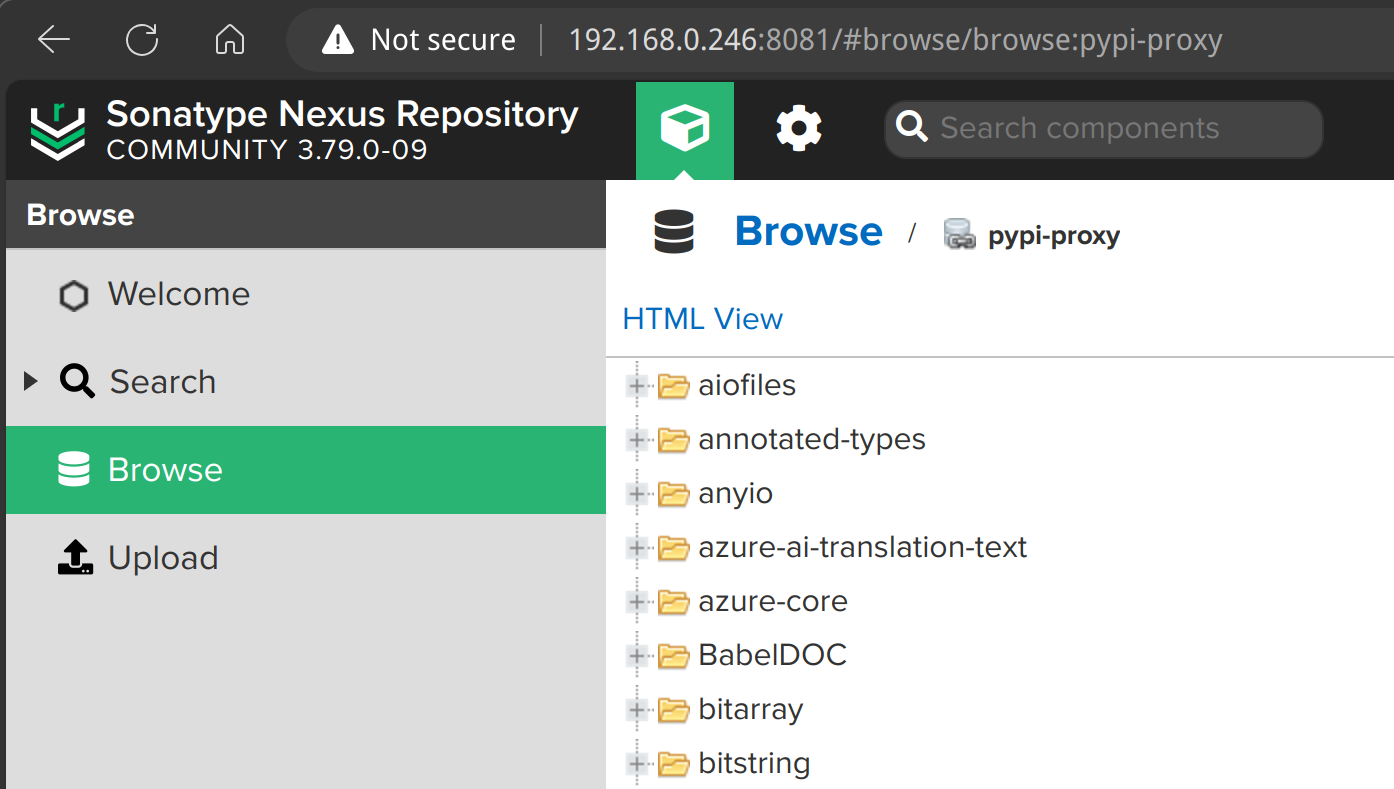 Not secure 192.168.0.246:8081/#browse/browse:pypi-proxy
Sonatype Nexus Repository
COMMUNITY 3.79.0-09
Search components
Browse
Welcome
Search
Browse
Upload
Browse / pypi-proxy
HTML View
aiofiles
annotated-types
anyio
azure-ai-translation-text
azure-core
BabelDOC
bitarray
bitstring